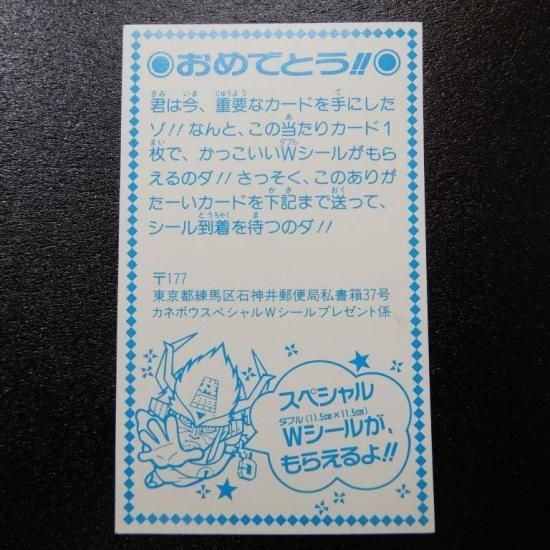 おめでとう!!
君は今、重要なカードを手にした
ゾ!!なんと、この当たりカード1
枚で、かっこいいWシールがもら
えるのダ!!さっそく、このありが
たーいカードを下記まで送って、
シール到着を待つのダ!!
〒177
東京都練馬区石神井郵便局私書箱37号
カネボウスペシャルWシールプレゼント係
スペシャル
ダブル(11.5cm×11.5cm)
Wシールが、
もらえるよ!!